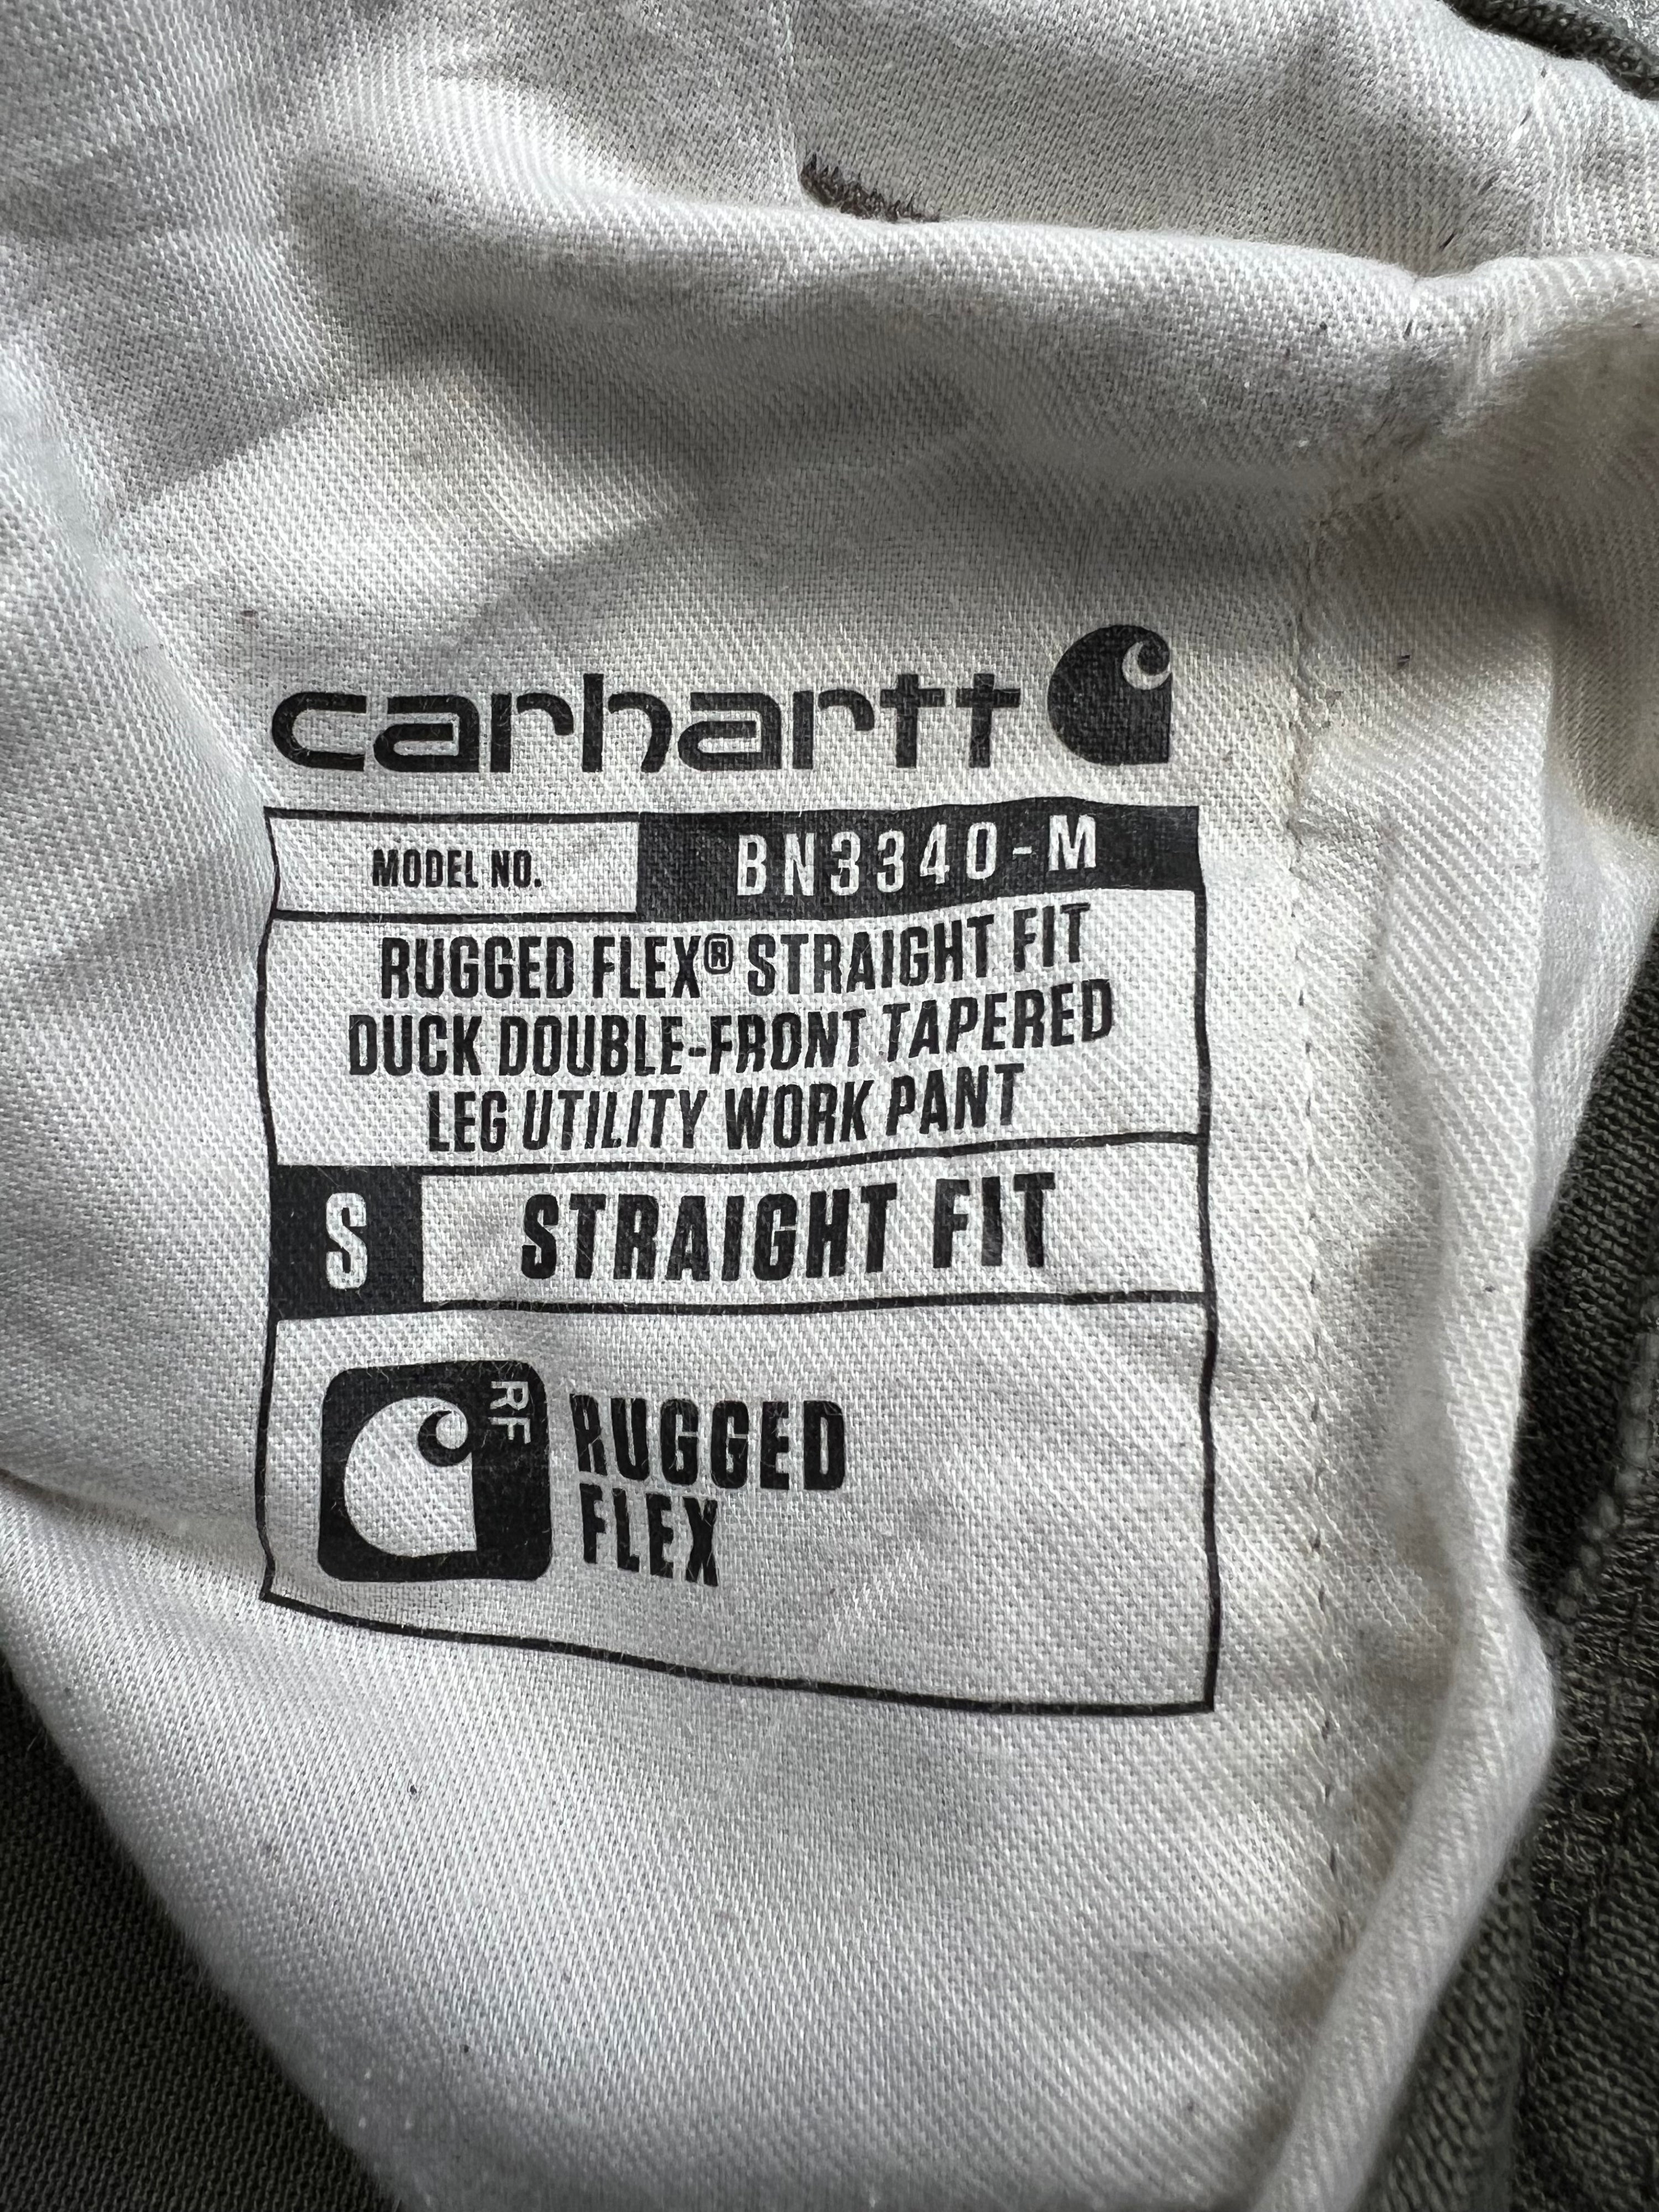 carhartt
MODEL NO. BN3340-M
RUGGED FLEX® STRAIGHT FIT
DUCK DOUBLE-FRONT TAPERED
LEG UTILITY WORK PANT
S STRAIGHT FIT
RF
RUGGED
FLEX